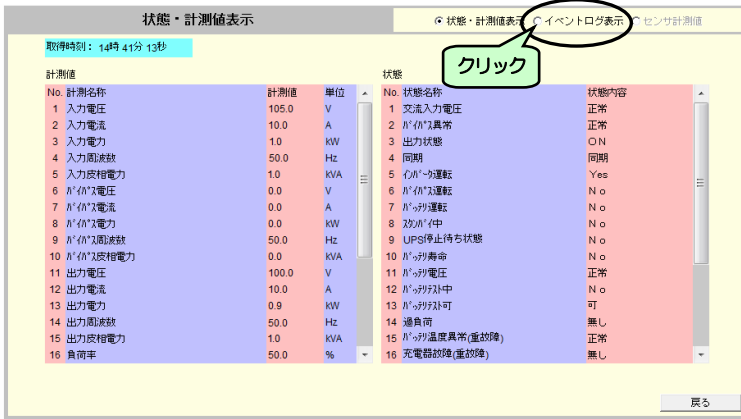 状態・計測値表示
状態・計測値表示 イベントログ表示 センサ計測値
取得時刻： 14時 41分 13秒
クリック
計測値
No. 計測名称 計測値 単位
1 入力電圧 105.0 V
2 入力電流 10.0 A
3 入力電力 1.0 kW
4 入力周波数 50.0 Hz
5 入力皮相電力 1.0 kVA
6 ﾊﾞｲﾊﾟｽ電圧 0.0 V
7 ﾊﾞｲﾊﾟｽ電流 0.0 A
8 ﾊﾞｲﾊﾟｽ電力 0.0 kW
9 ﾊﾞｲﾊﾟｽ周波数 50.0 Hz
10 ﾊﾞｲﾊﾟｽ皮相電力 0.0 kVA
11 出力電圧 100.0 V
12 出力電流 10.0 A
13 出力電力 0.9 kW
14 出力周波数 50.0 Hz
15 出力皮相電力 1.0 kVA
16 負荷率 50.0 %
状態
No. 状態名称 状態内容
1 交流入力電圧 正常
2 ﾊﾞｲﾊﾟｽ異常 正常
3 出力状態 ＯＮ
4 同期 同期
5 ｲﾝﾊﾞｰﾀ運転 Ｙｅｓ
6 ﾊﾞｲﾊﾟｽ運転 Ｎｏ
7 ﾊﾞｯﾃﾘ運転 Ｎｏ
8 ｽﾀﾝﾊﾞｲ中 Ｎｏ
9 UPS停止待ち状態 Ｎｏ
10 ﾊﾞｯﾃﾘ寿命 Ｎｏ
11 ﾊﾞｯﾃﾘ電圧 正常
12 ﾊﾞｯﾃﾘﾃｽﾄ中 Ｎｏ
13 ﾊﾞｯﾃﾘﾃｽﾄ可 可
14 過負荷 無し
15 ﾊﾞｯﾃﾘ温度異常(重故障) 正常
16 充電器故障(重故障) 無し
戻る